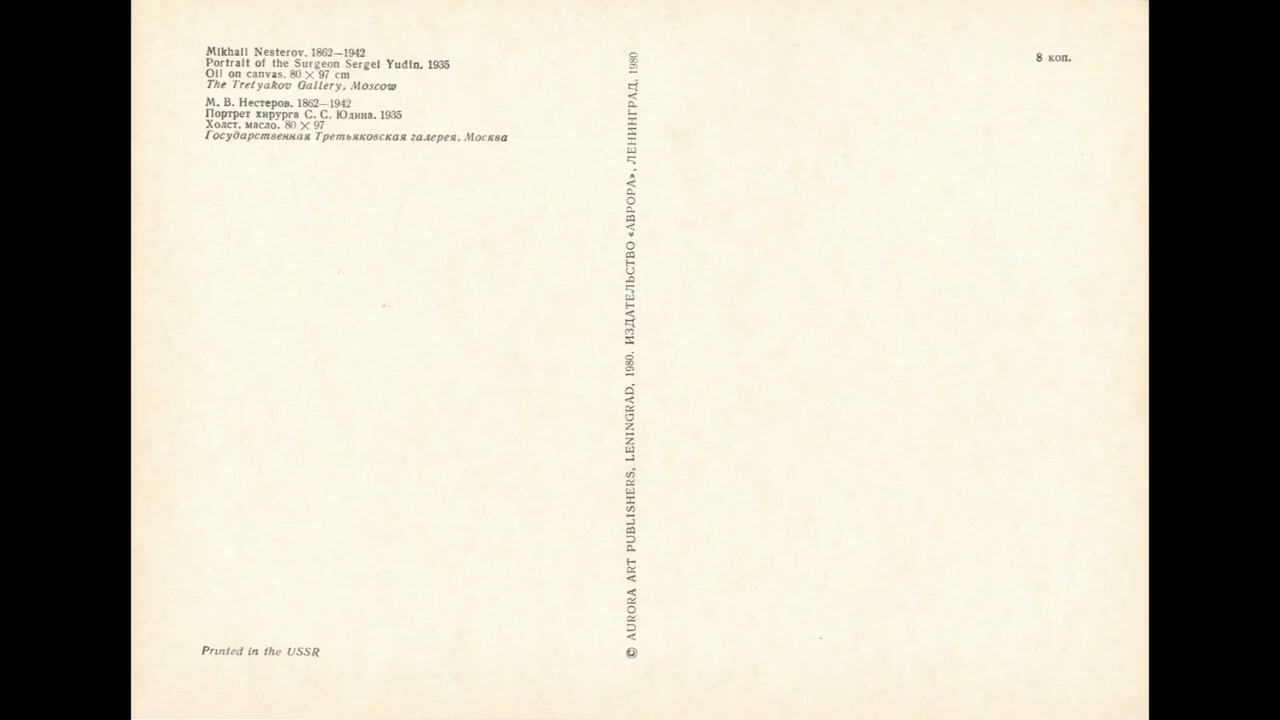 Mikhail Nesterov. 1862—1942
Portrait of the Surgeon Sergei Yudin. 1935
Oil on canvas. 80 × 97 cm
The Tretyakov Gallery, Moscow
М. В. Нестеров. 1862—1942
Портрет хирурга С. С. Юдина. 1935
Холст, масло. 80 × 97
Государственная Третьяковская галерея, Москва
Printed in the USSR
© AURORA ART PUBLISHERS, LENINGRAD, 1980. ИЗДАТЕЛЬСТВО «АВРОРА», ЛЕНИНГРАД, 1980
8 коп.